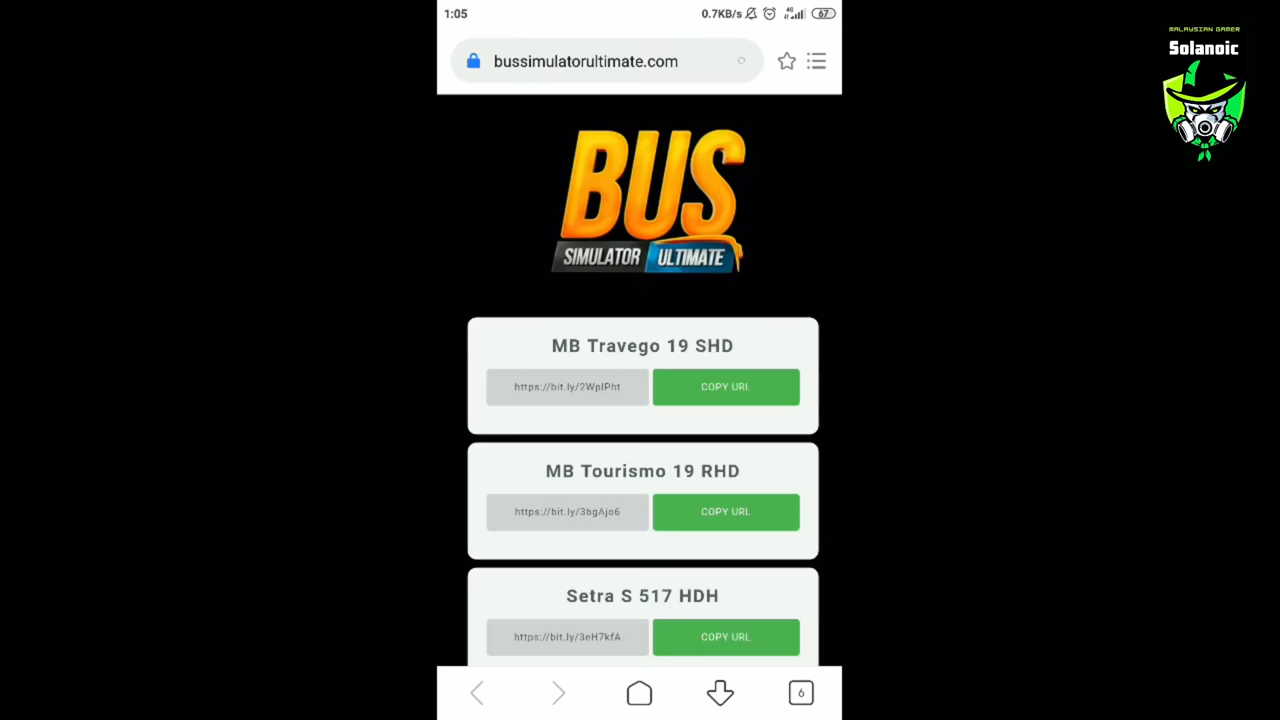 1:05
0.7KB/s
4G
67
MALAYSIAN GAMER
Solanoic
bussimulatorultimate.com
BUS
SIMULATOR ULTIMATE
MB Travego 19 SHD
https://bit.ly/2WpIPht
COPY URL
MB Tourismo 19 RHD
https://bit.ly/3bgAjo6
COPY URL
Setra S 517 HDH
https://bit.ly/3eH7kfA
COPY URL
6